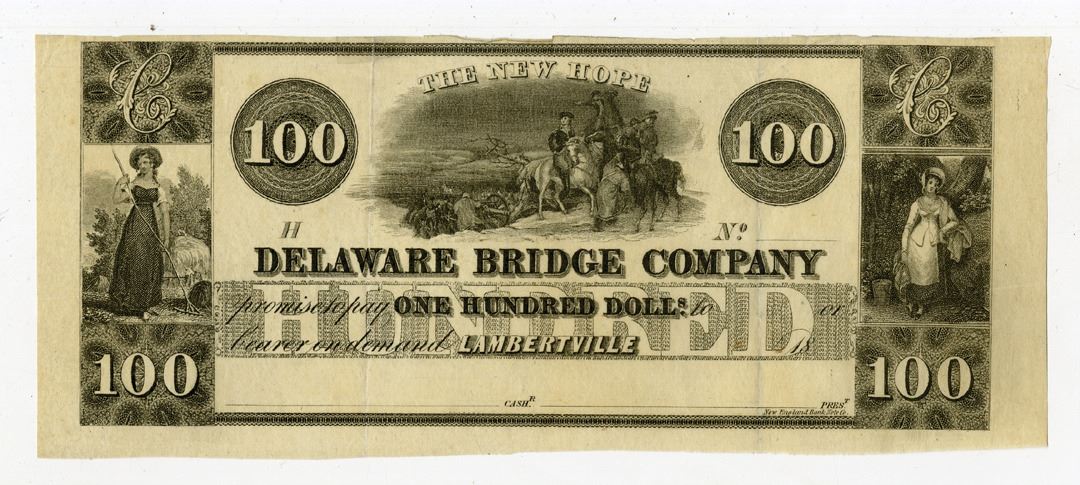 C THE NEW HOPE C
100 100
H Nº
DELAWARE BRIDGE COMPANY
HUNDRED
promise to pay ONE HUNDRED DOLLS. to or
bearer on demand LAMBERTVILLE 18
100 100
CASHR PREST
New England Bank Note Co.